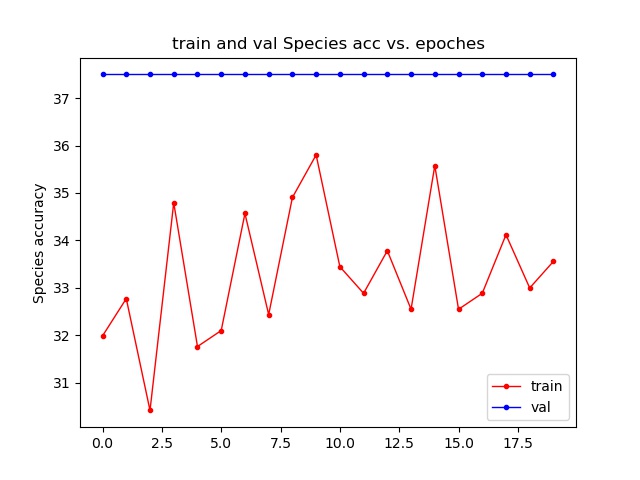 train and val Species acc vs. epoches
Species accuracy
37
36
35
34
33
32
31
0.0 2.5 5.0 7.5 10.0 12.5 15.0 17.5
train
val